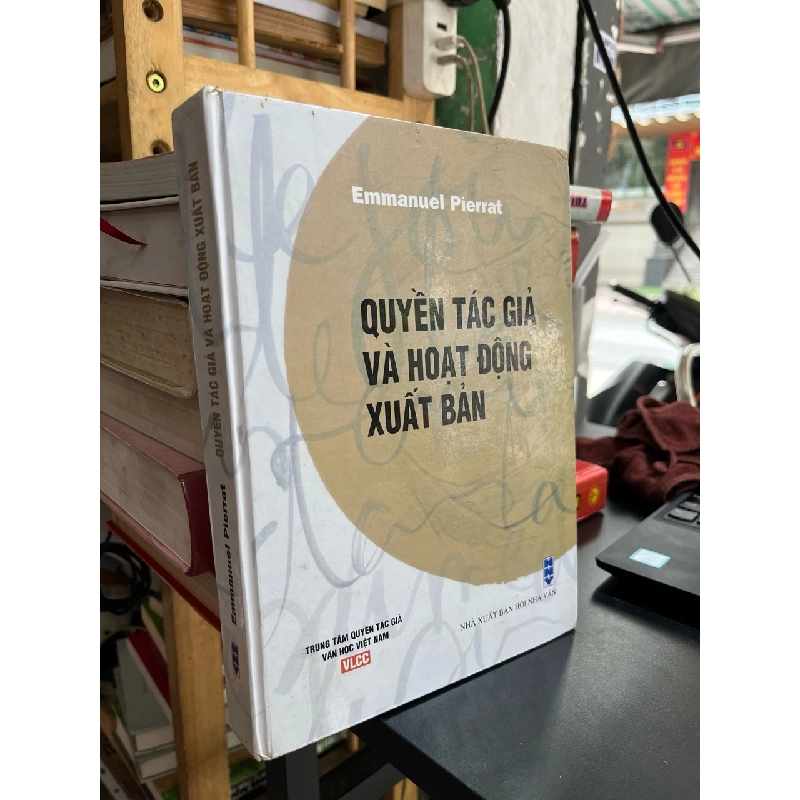 Emmanuel Pierrat
QUYỀN TÁC GIẢ
VÀ HOẠT ĐỘNG
XUẤT BẢN
TRUNG TÂM QUYỀN TÁC GIẢ
VĂN HỌC VIỆT NAM
VLCC
HNV
NHÀ XUẤT BẢN HỘI NHÀ VĂN
Emmanuel Pierrat QUYỀN TÁC GIẢ VÀ HOẠT ĐỘNG XUẤT BẢN